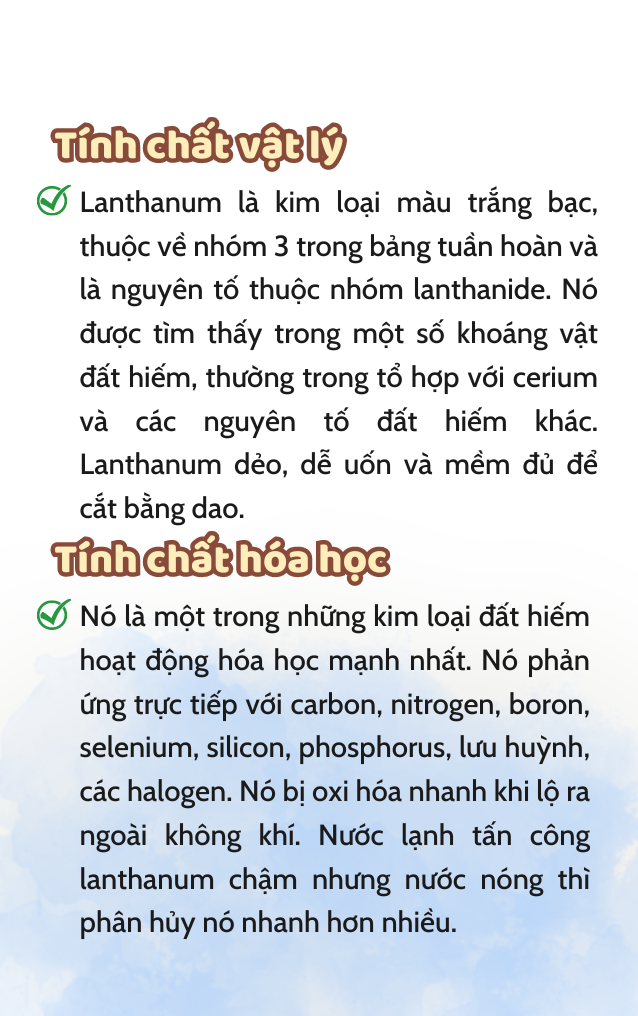 Tính chất vật lý
Lanthanum là kim loại màu trắng bạc,
thuộc về nhóm 3 trong bảng tuần hoàn và
là nguyên tố thuộc nhóm lanthanide. Nó
được tìm thấy trong một số khoáng vật
đất hiếm, thường trong tổ hợp với cerium
và các nguyên tố đất hiếm khác.
Lanthanum dẻo, dễ uốn và mềm đủ để
cắt bằng dao.
Tính chất hóa học
Nó là một trong những kim loại đất hiếm
hoạt động hóa học mạnh nhất. Nó phản
ứng trực tiếp với carbon, nitrogen, boron,
selenium, silicon, phosphorus, lưu huỳnh,
các halogen. Nó bị oxi hóa nhanh khi lộ ra
ngoài không khí. Nước lạnh tấn công
lanthanum chậm nhưng nước nóng thì
phân hủy nó nhanh hơn nhiều.